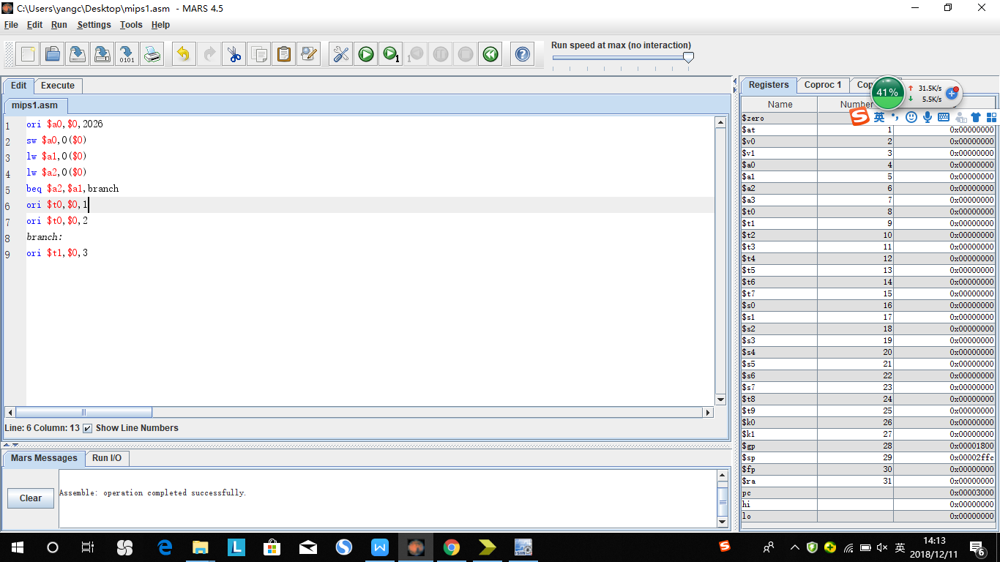 C:\Users\yangc\Desktop\mips1.asm - MARS 4.5
File Edit Run Settings Tools Help
0101
1
1
Run speed at max (no interaction)
Edit Execute
mips1.asm
1 ori $a0,$0,2026
2 sw $a0,0($0)
3 lw $a1,0($0)
4 lw $a2,0($0)
5 beq $a2,$a1,branch
6 ori $t0,$0,1
7 ori $t0,$0,2
8 branch:
9 ori $t1,$0,3
Line: 6 Column: 13 Show Line Numbers
Mars Messages Run I/O
Clear
Assemble: operation completed successfully.
Registers Coproc 1 Cop
41% 31.5K/s
5.5K/s
英
Name Number
$zero
$at 1 0x00000000
$v0 2 0x00000000
$v1 3 0x00000000
$a0 4 0x00000000
$a1 5 0x00000000
$a2 6 0x00000000
$a3 7 0x00000000
$t0 8 0x00000000
$t1 9 0x00000000
$t2 10 0x00000000
$t3 11 0x00000000
$t4 12 0x00000000
$t5 13 0x00000000
$t6 14 0x00000000
$t7 15 0x00000000
$s0 16 0x00000000
$s1 17 0x00000000
$s2 18 0x00000000
$s3 19 0x00000000
$s4 20 0x00000000
$s5 21 0x00000000
$s6 22 0x00000000
$s7 23 0x00000000
$t8 24 0x00000000
$t9 25 0x00000000
$k0 26 0x00000000
$k1 27 0x00000000
$gp 28 0x00001800
$sp 29 0x00002ffc
$fp 30 0x00000000
$ra 31 0x00000000
pc 0x00003000
hi 0x00000000
lo 0x00000000
英 14:13
2018/12/11 6